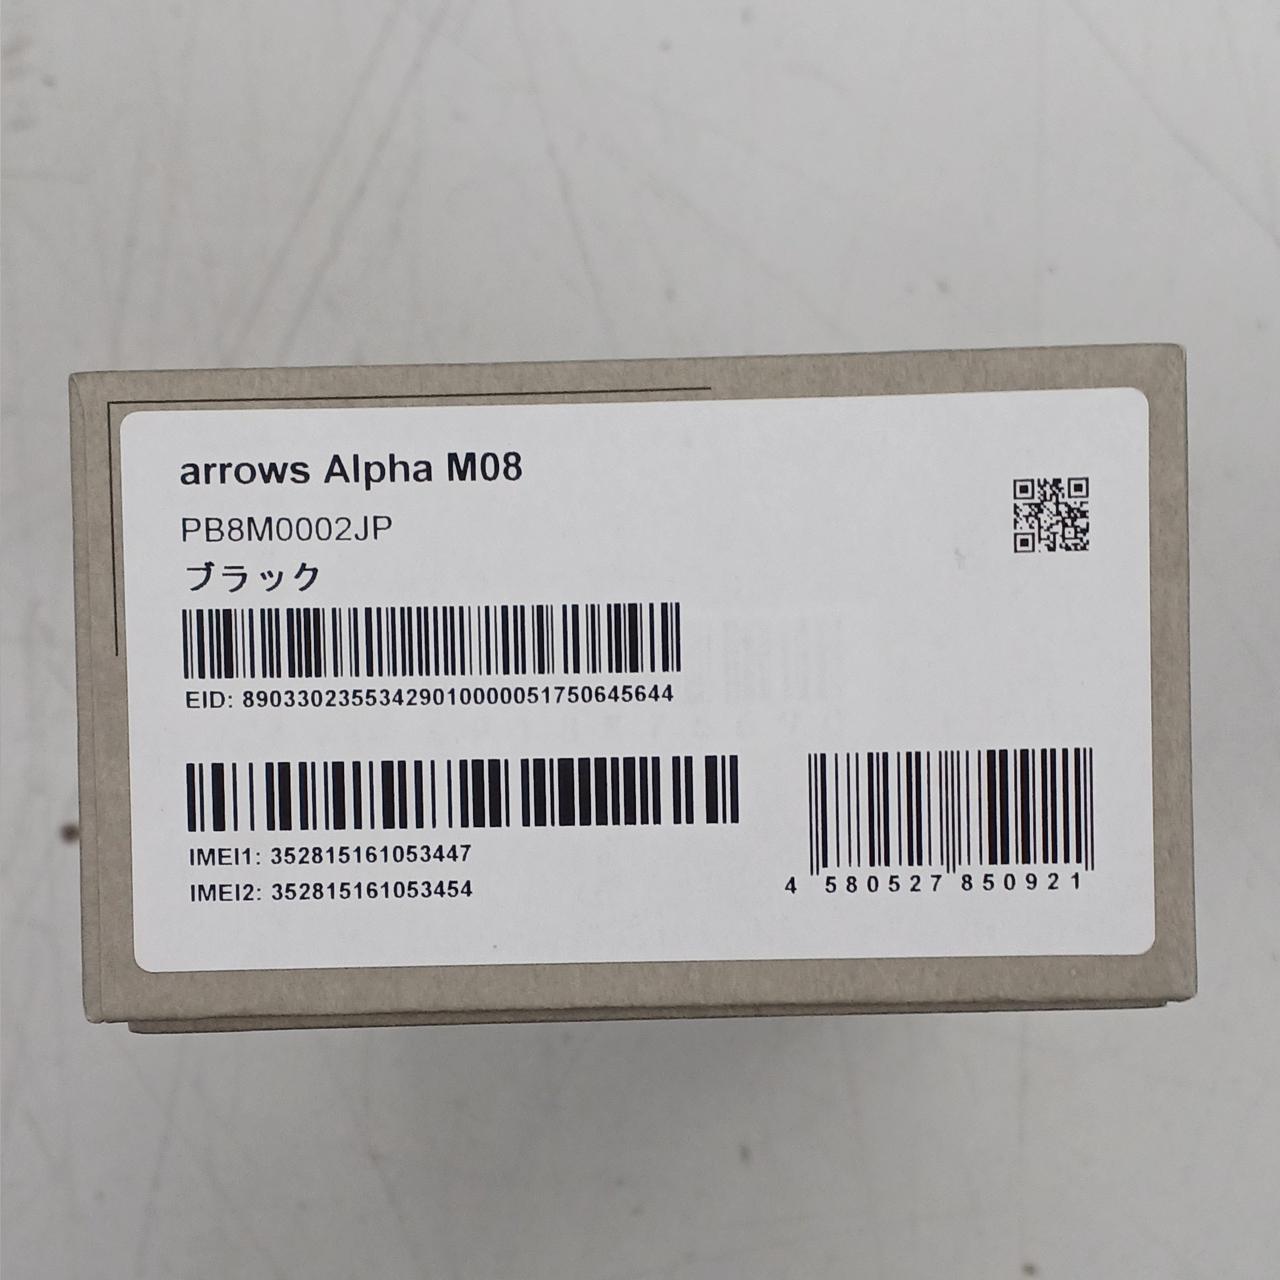 arrows Alpha M08
PB8M0002JP
ブラック
EID: 89033023553429010000051750645644
IMEI1: 352815161053447
IMEI2: 352815161053454
4 580527 850921